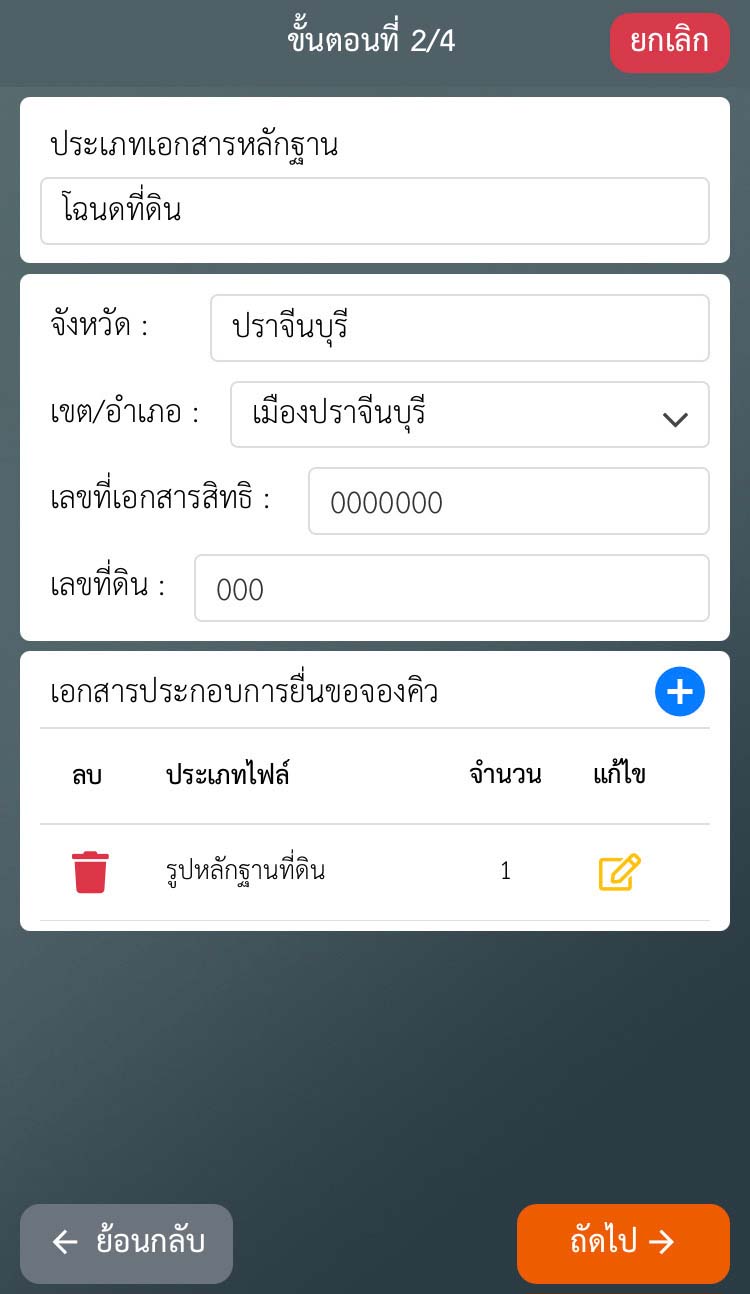 ขั้นตอนที่ 2/4
ยกเลิก
ประเภทเอกสารหลักฐาน
โฉนดที่ดิน
จังหวัด : ปราจีนบุรี
เขต/อำเภอ : เมืองปราจีนบุรี
เลขที่เอกสารสิทธิ : 0000000
เลขที่ดิน : 000
เอกสารประกอบการยื่นขอจองคิว
ลบ ประเภทไฟล์ จำนวน แก้ไข
รูปหลักฐานที่ดิน 1
ย้อนกลับ ถัดไป